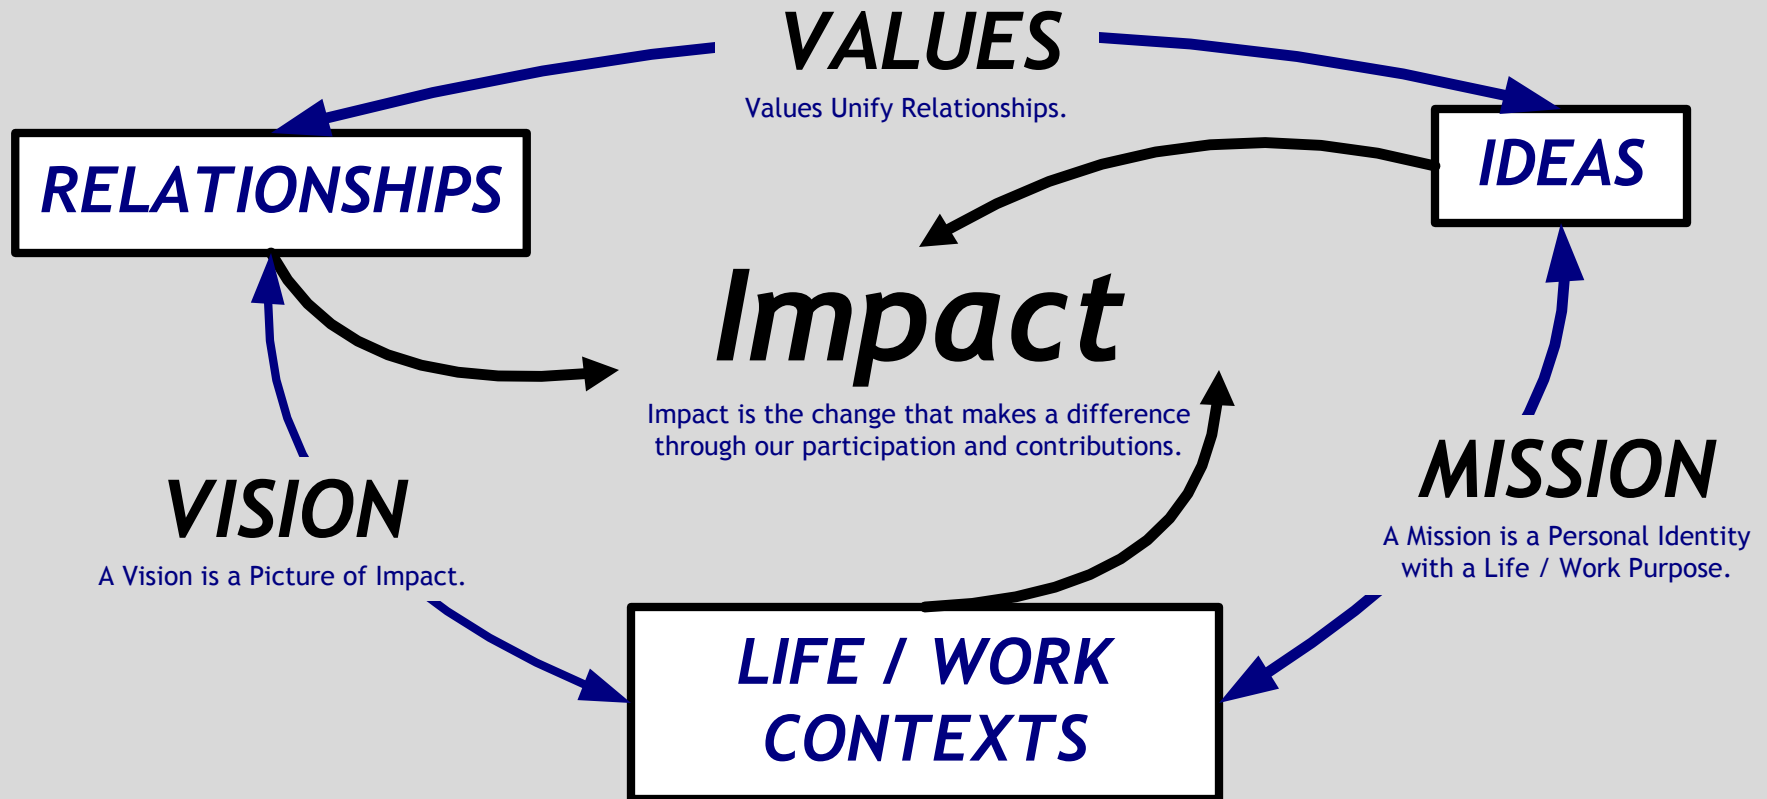 VALUES
Values Unify Relationships.
RELATIONSHIPS
IDEAS
Impact
Impact is the change that makes a difference
through our participation and contributions.
VISION
A Vision is a Picture of Impact.
MISSION
A Mission is a Personal Identity
with a Life / Work Purpose.
LIFE / WORK
CONTEXTS